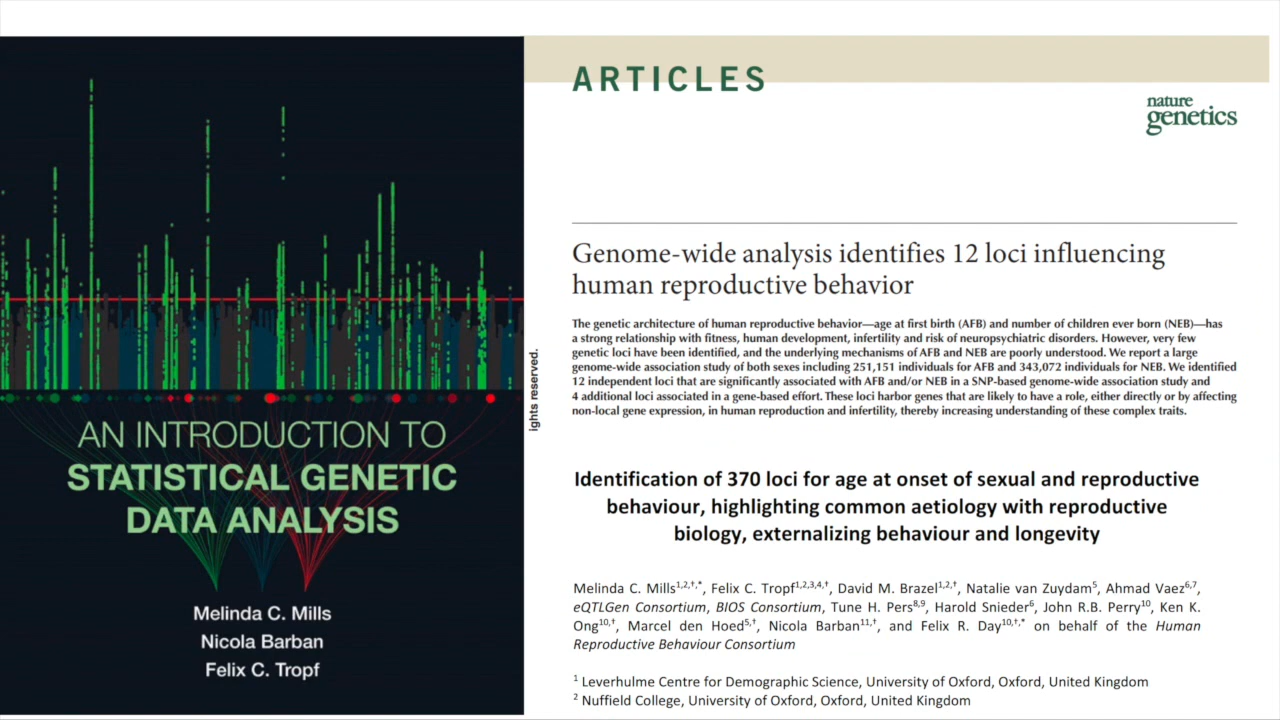 AN INTRODUCTION TO
STATISTICAL GENETIC
DATA ANALYSIS
Melinda C. Mills
Nicola Barban
Felix C. Tropf
ights reserved.
ARTICLES
nature
genetics
Genome-wide analysis identifies 12 loci influencing
human reproductive behavior
The genetic architecture of human reproductive behavior—age at first birth (AFB) and number of children ever born (NEB)—has
a strong relationship with fitness, human development, infertility and risk of neuropsychiatric disorders. However, very few
genetic loci have been identified, and the underlying mechanisms of AFB and NEB are poorly understood. We report a large
genome-wide association study of both sexes including 251,151 individuals for AFB and 343,072 individuals for NEB. We identified
12 independent loci that are significantly associated with AFB and/or NEB in a SNP-based genome-wide association study and
4 additional loci associated in a gene-based effort. These loci harbor genes that are likely to have a role, either directly or by affecting
non-local gene expression, in human reproduction and infertility, thereby increasing understanding of these complex traits.
Identification of 370 loci for age at onset of sexual and reproductive
behaviour, highlighting common aetiology with reproductive
biology, externalizing behaviour and longevity
Melinda C. Mills1,2,†,*, Felix C. Tropf1,2,3,4,†, David M. Brazel1,2,†, Natalie van Zuydam5, Ahmad Vaez6,7,
eQTLGen Consortium, BIOS Consortium, Tune H. Pers8,9, Harold Snieder6, John R.B. Perry10, Ken K.
Ong10,†, Marcel den Hoed5,†, Nicola Barban11,†, and Felix R. Day10,†,* on behalf of the Human
Reproductive Behaviour Consortium
1 Leverhulme Centre for Demographic Science, University of Oxford, Oxford, United Kingdom
2 Nuffield College, University of Oxford, Oxford, United Kingdom